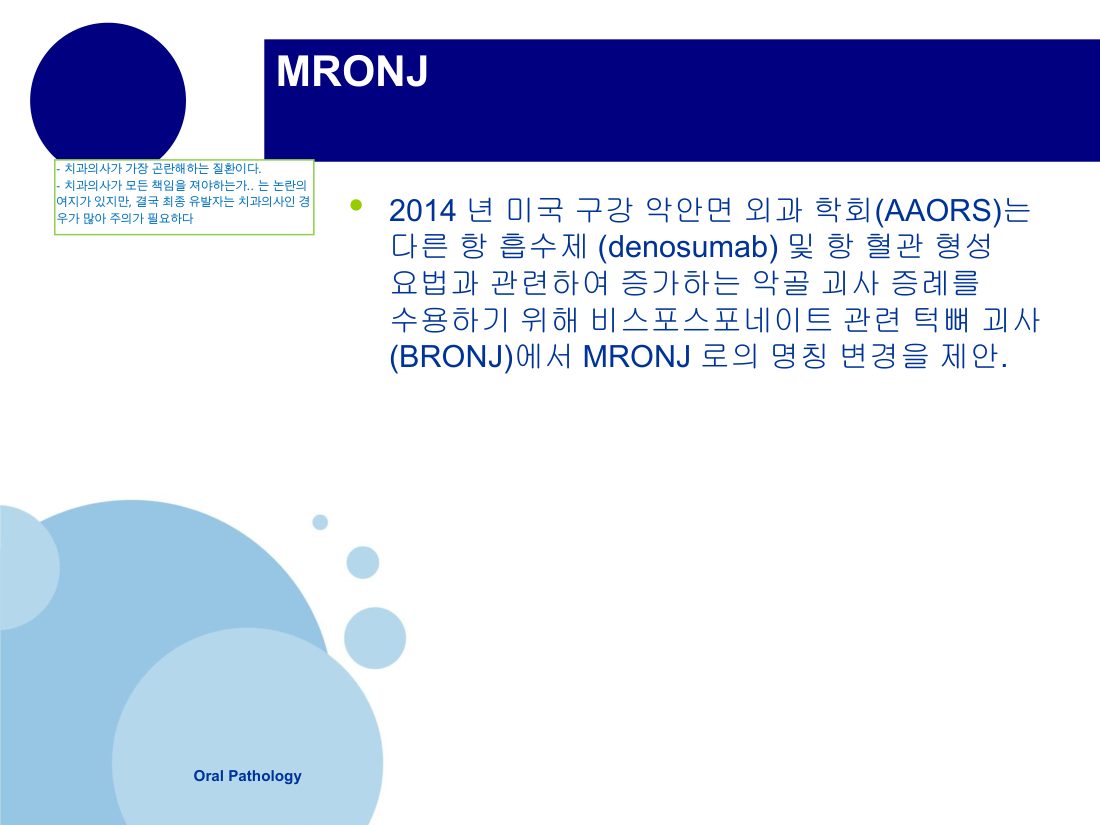 MRONJ
- 치과의사가 가장 곤란해하는 질환이다.
- 치과의사가 모든 책임을 져야하는가.. 는 논란의
여지가 있지만, 결국 최종 유발자는 치과의사인 경
우가 많아 주의가 필요하다
• 2014 년 미국 구강 악안면 외과 학회(AAORS)는
다른 항 흡수제 (denosumab) 및 항 혈관 형성
요법과 관련하여 증가하는 악골 괴사 증례를
수용하기 위해 비스포스포네이트 관련 턱뼈 괴사
(BRONJ)에서 MRONJ 로의 명칭 변경을 제안.
Oral Pathology